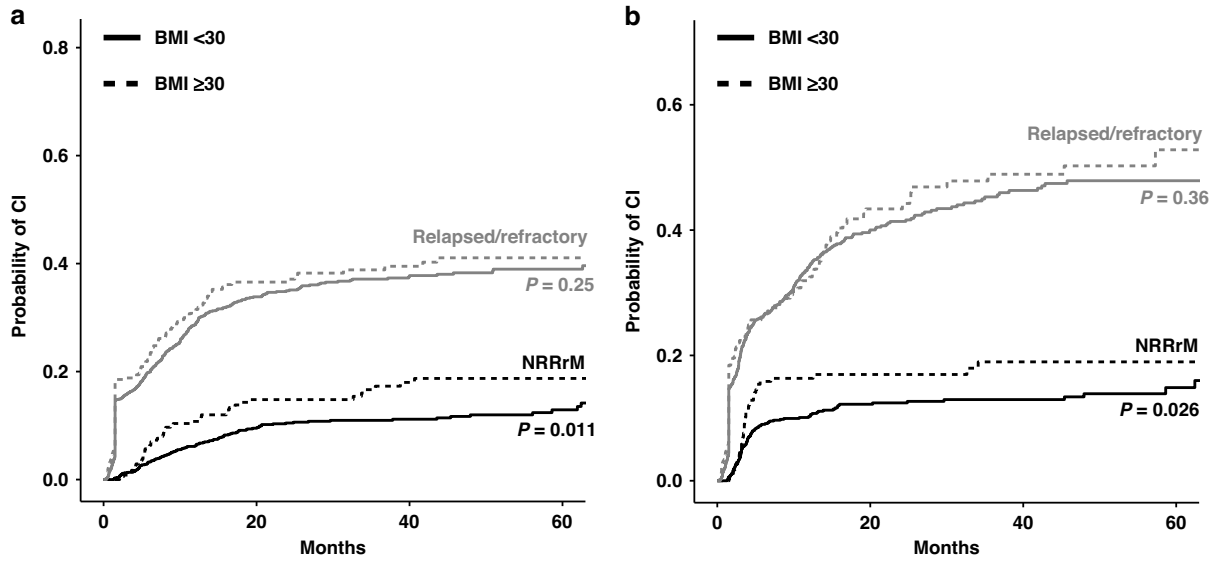 a
BMI <30
BMI ≥30
0.8
0.6
0.4
0.2
0.0
Probability of CI
Relapsed/refractory
P = 0.25
NRRrM
P = 0.011
0
20
40
60
Months
b
BMI <30
BMI ≥30
0.6
0.4
0.2
0.0
Probability of CI
Relapsed/refractory
P = 0.36
NRRrM
P = 0.026
0
20
40
60
Months